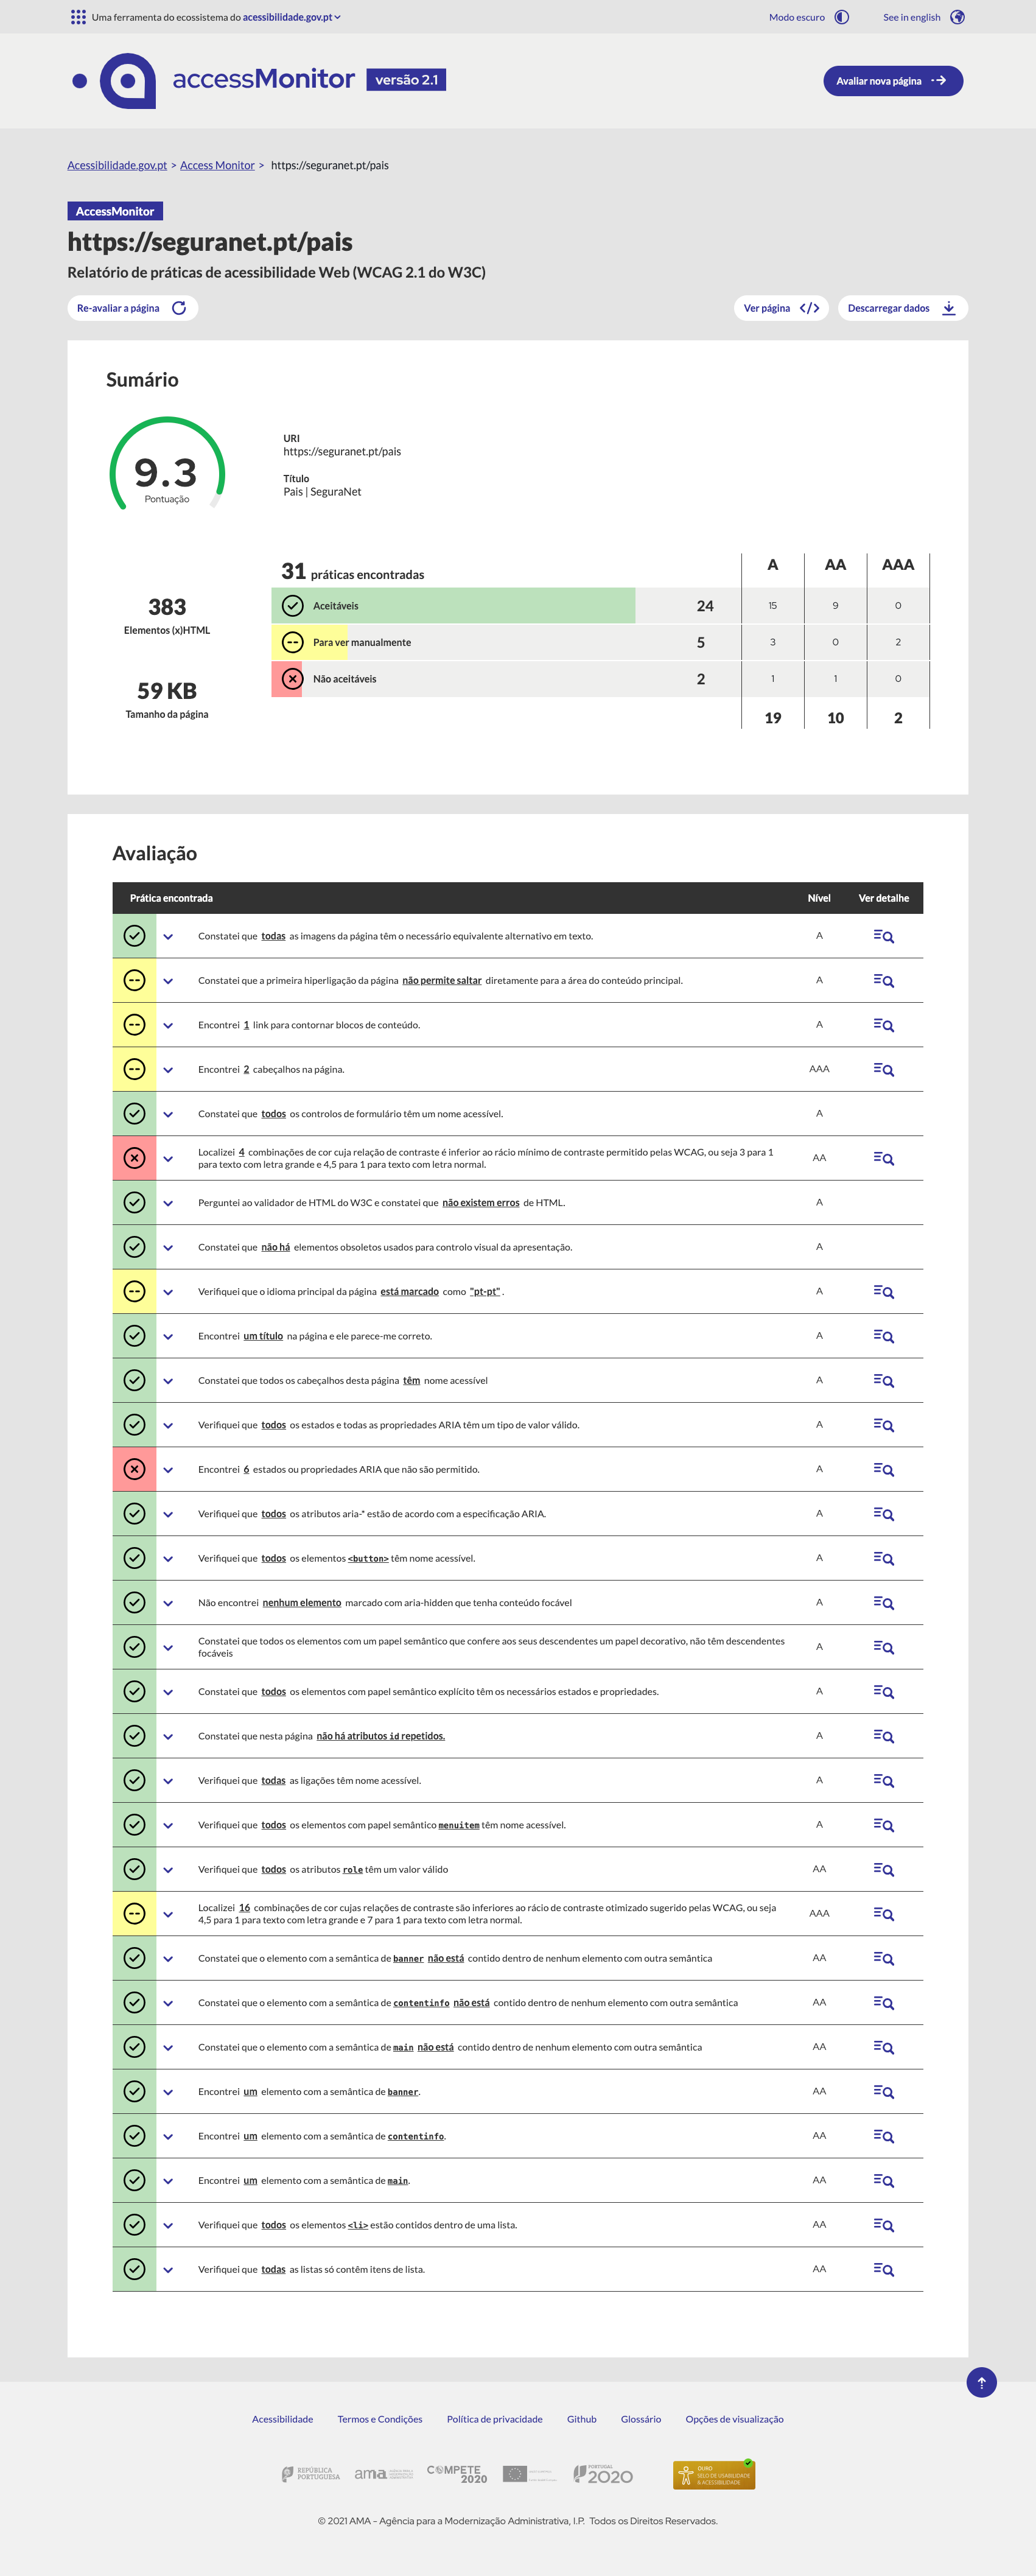 Uma ferramenta do ecossistema do acessibilidade.gov.pt
Modo escuro
See in english
accessMonitor versão 2.1
Avaliar nova página
Acessibilidade.gov.pt > Access Monitor > https://seguranet.pt/pais
AccessMonitor
https://seguranet.pt/pais
Relatório de práticas de acessibilidade Web (WCAG 2.1 do W3C)
Re-avaliar a página
Ver página
Descarregar dados
Sumário
9.3
Pontuação
URI
https://seguranet.pt/pais
Título
Pais | SeguraNet
383
Elementos (x)HTML
59 KB
Tamanho da página
31 práticas encontradas A AA AAA
Aceitáveis 24 15 9 0
Para ver manualmente 5 3 0 2
Não aceitáveis 2 1 1 0
19 10 2
Avaliação
Prática encontrada Nível Ver detalhe
Constatei que todas as imagens da página têm o necessário equivalente alternativo em texto. A
Constatei que a primeira hiperligação da página não permite saltar diretamente para a área do conteúdo principal. A
Encontrei 1 link para contornar blocos de conteúdo. A
Encontrei 2 cabeçalhos na página. AAA
Constatei que todos os controlos de formulário têm um nome acessível. A
Localizei 4 combinações de cor cuja relação de contraste é inferior ao rácio mínimo de contraste permitido pelas WCAG, ou seja 3 para 1
para texto com letra grande e 4,5 para 1 para texto com letra normal. AA
Perguntei ao validador de HTML do W3C e constatei que não existem erros de HTML. A
Constatei que não há elementos obsoletos usados para controlo visual da apresentação. A
Verifiquei que o idioma principal da página está marcado como "pt-pt" . A
Encontrei um título na página e ele parece-me correto. A
Constatei que todos os cabeçalhos desta página têm nome acessível A
Verifiquei que todos os estados e todas as propriedades ARIA têm um tipo de valor válido. A
Encontrei 6 estados ou propriedades ARIA que não são permitido. A
Verifiquei que todos os atributos aria-* estão de acordo com a especificação ARIA. A
Verifiquei que todos os elementos <button> têm nome acessível. A
Não encontrei nenhum elemento marcado com aria-hidden que tenha conteúdo focável A
Constatei que todos os elementos com um papel semântico que confere aos seus descendentes um papel decorativo, não têm descendentes
focáveis A
Constatei que todos os elementos com papel semântico explícito têm os necessários estados e propriedades. A
Constatei que nesta página não há atributos id repetidos. A
Verifiquei que todas as ligações têm nome acessível. A
Verifiquei que todos os elementos com papel semântico menuitem têm nome acessível. A
Verifiquei que todos os atributos role têm um valor válido AA
Localizei 16 combinações de cor cujas relações de contraste são inferiores ao rácio de contraste otimizado sugerido pelas WCAG, ou seja
4,5 para 1 para texto com letra grande e 7 para 1 para texto com letra normal. AAA
Constatei que o elemento com a semântica de banner não está contido dentro de nenhum elemento com outra semântica AA
Constatei que o elemento com a semântica de contentinfo não está contido dentro de nenhum elemento com outra semântica AA
Constatei que o elemento com a semântica de main não está contido dentro de nenhum elemento com outra semântica AA
Encontrei um elemento com a semântica de banner. AA
Encontrei um elemento com a semântica de contentinfo. AA
Encontrei um elemento com a semântica de main. AA
Verifiquei que todos os elementos <li> estão contidos dentro de uma lista. AA
Verifiquei que todas as listas só contêm itens de lista. AA
Acessibilidade Termos e Condições Política de privacidade Github Glossário Opções de visualização
REPÚBLICA
PORTUGUESA
ama
COMPETE
2020
PORTUGAL
2020
OURO
SELO DE USABILIDADE
& ACESSIBILIDADE
© 2021 AMA - Agência para a Modernização Administrativa, I.P. Todos os Direitos Reservados.